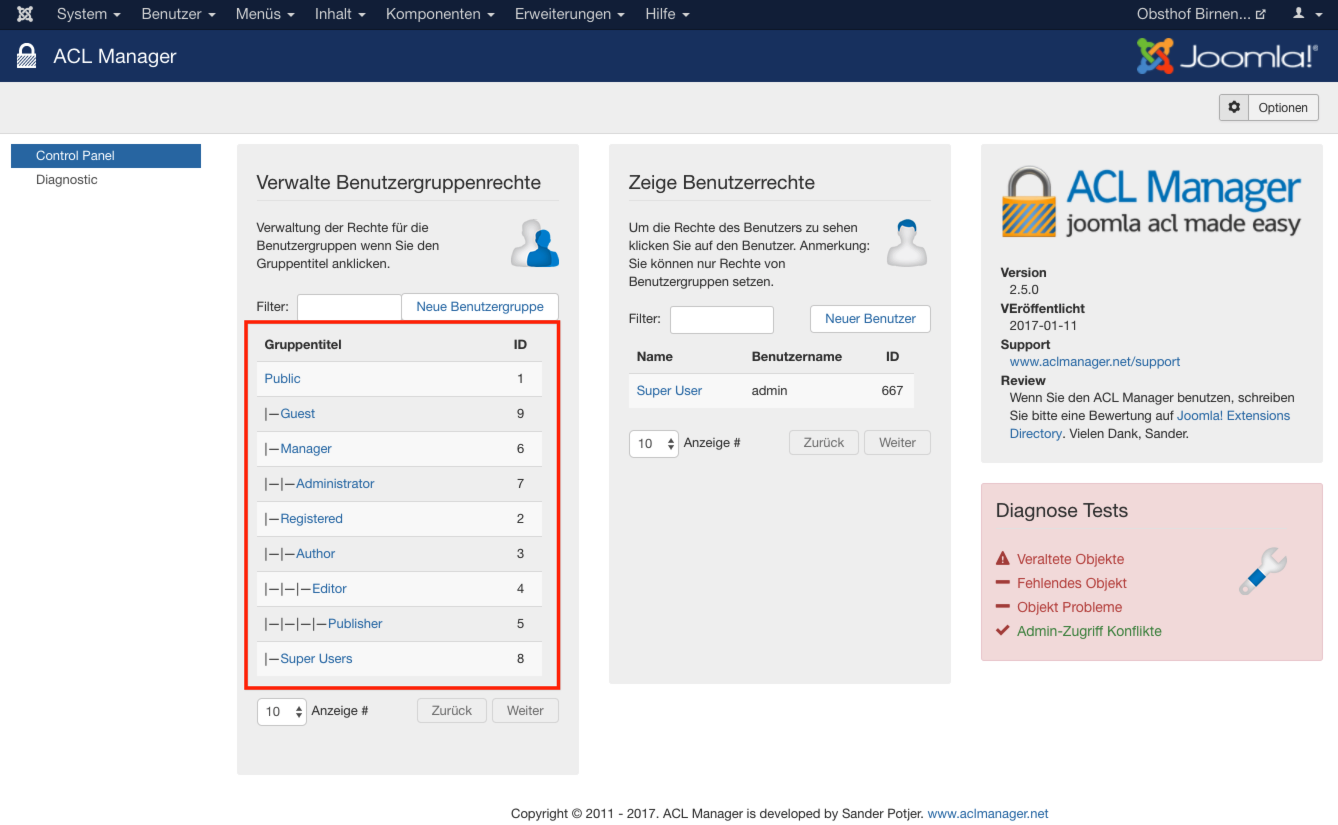 System Benutzer Menüs Inhalt Komponenten Erweiterungen Hilfe Obsthof Birnen...
ACL Manager Joomla!®
Optionen
Control Panel
Diagnostic
Verwalte Benutzergruppenrechte
Verwaltung der Rechte für die
Benutzergruppen wenn Sie den
Gruppentitel anklicken.
Filter: Neue Benutzergruppe
Gruppentitel ID
Public 1
|—Guest 9
|—Manager 6
|—|—Administrator 7
|—Registered 2
|—|—Author 3
|—|—|—Editor 4
|—|—|—|—Publisher 5
|—Super Users 8
10 Anzeige # Zurück Weiter
Zeige Benutzerrechte
Um die Rechte des Benutzers zu sehen
klicken Sie auf den Benutzer. Anmerkung:
Sie können nur Rechte von
Benutzergruppen setzen.
Filter: Neuer Benutzer
Name Benutzername ID
Super User admin 667
10 Anzeige # Zurück Weiter
ACL Manager
joomla acl made easy
Version
2.5.0
VEröffentlicht
2017-01-11
Support
www.aclmanager.net/support
Review
Wenn Sie den ACL Manager benutzen, schreiben
Sie bitte eine Bewertung auf Joomla! Extensions
Directory. Vielen Dank, Sander.
Diagnose Tests
Veraltete Objekte
Fehlendes Objekt
Objekt Probleme
Admin-Zugriff Konflikte
Copyright © 2011 - 2017. ACL Manager is developed by Sander Potjer. www.aclmanager.net